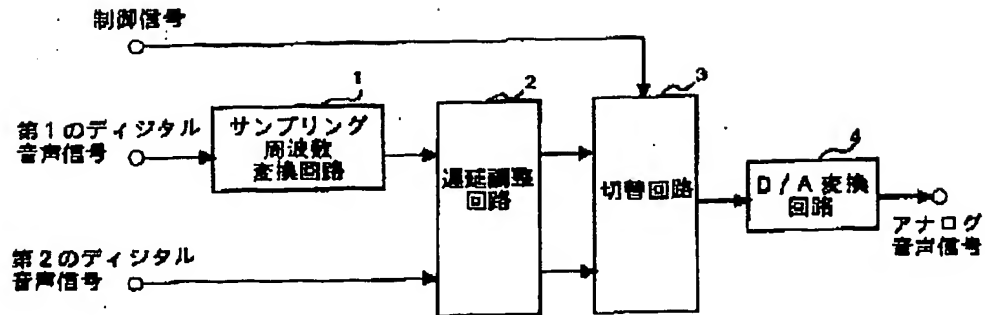 制御信号
1
2
3
第1のディジタル
音声信号
サンプリング
周波数
変換回路
遅延調整
回路
切替回路
4
D/A変換
回路
アナログ
音声信号
第2のディジタル
音声信号